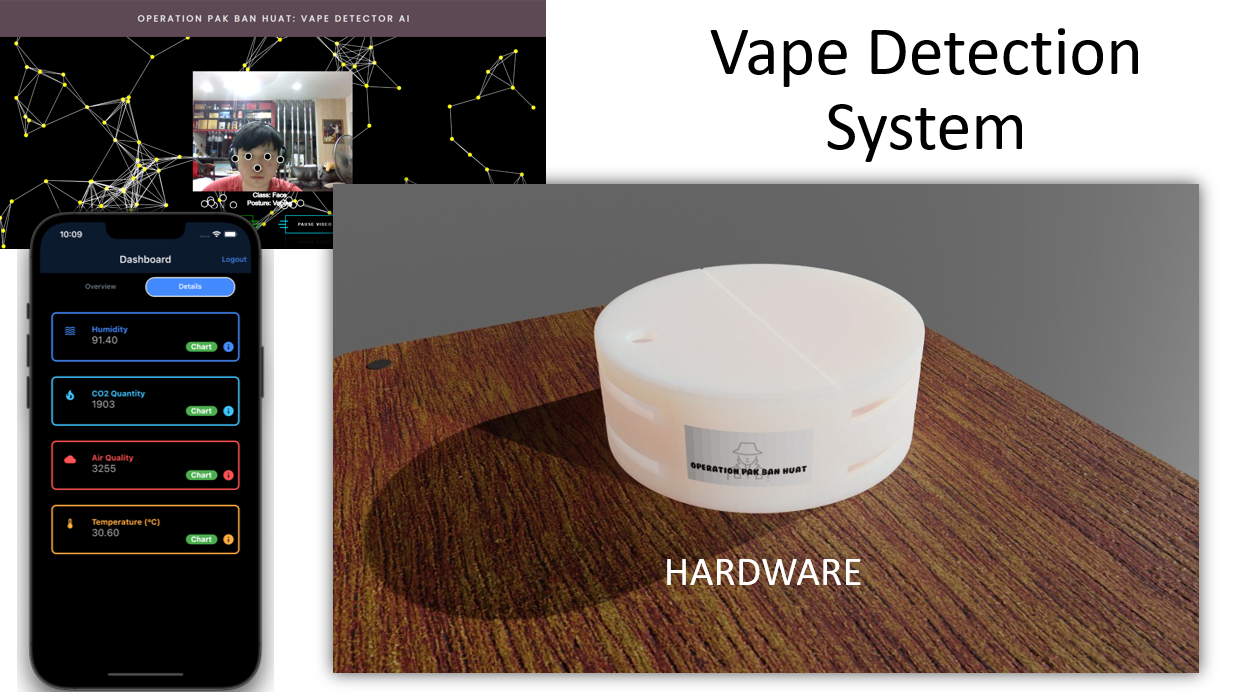 OPERATION PAK BAN HUAT: VAPE DETECTOR AI
Vape Detection
System
Class: Face
PAUSE VIDEO
10:09
Dashboard
Logout
Overview
Details
Humidity
91.40
Chart
CO2 Quantity
1903
Chart
Air Quality
3255
Chart
Temperature (°C)
30.60
Chart
OPERATION PAK BAN HUAT
HARDWARE